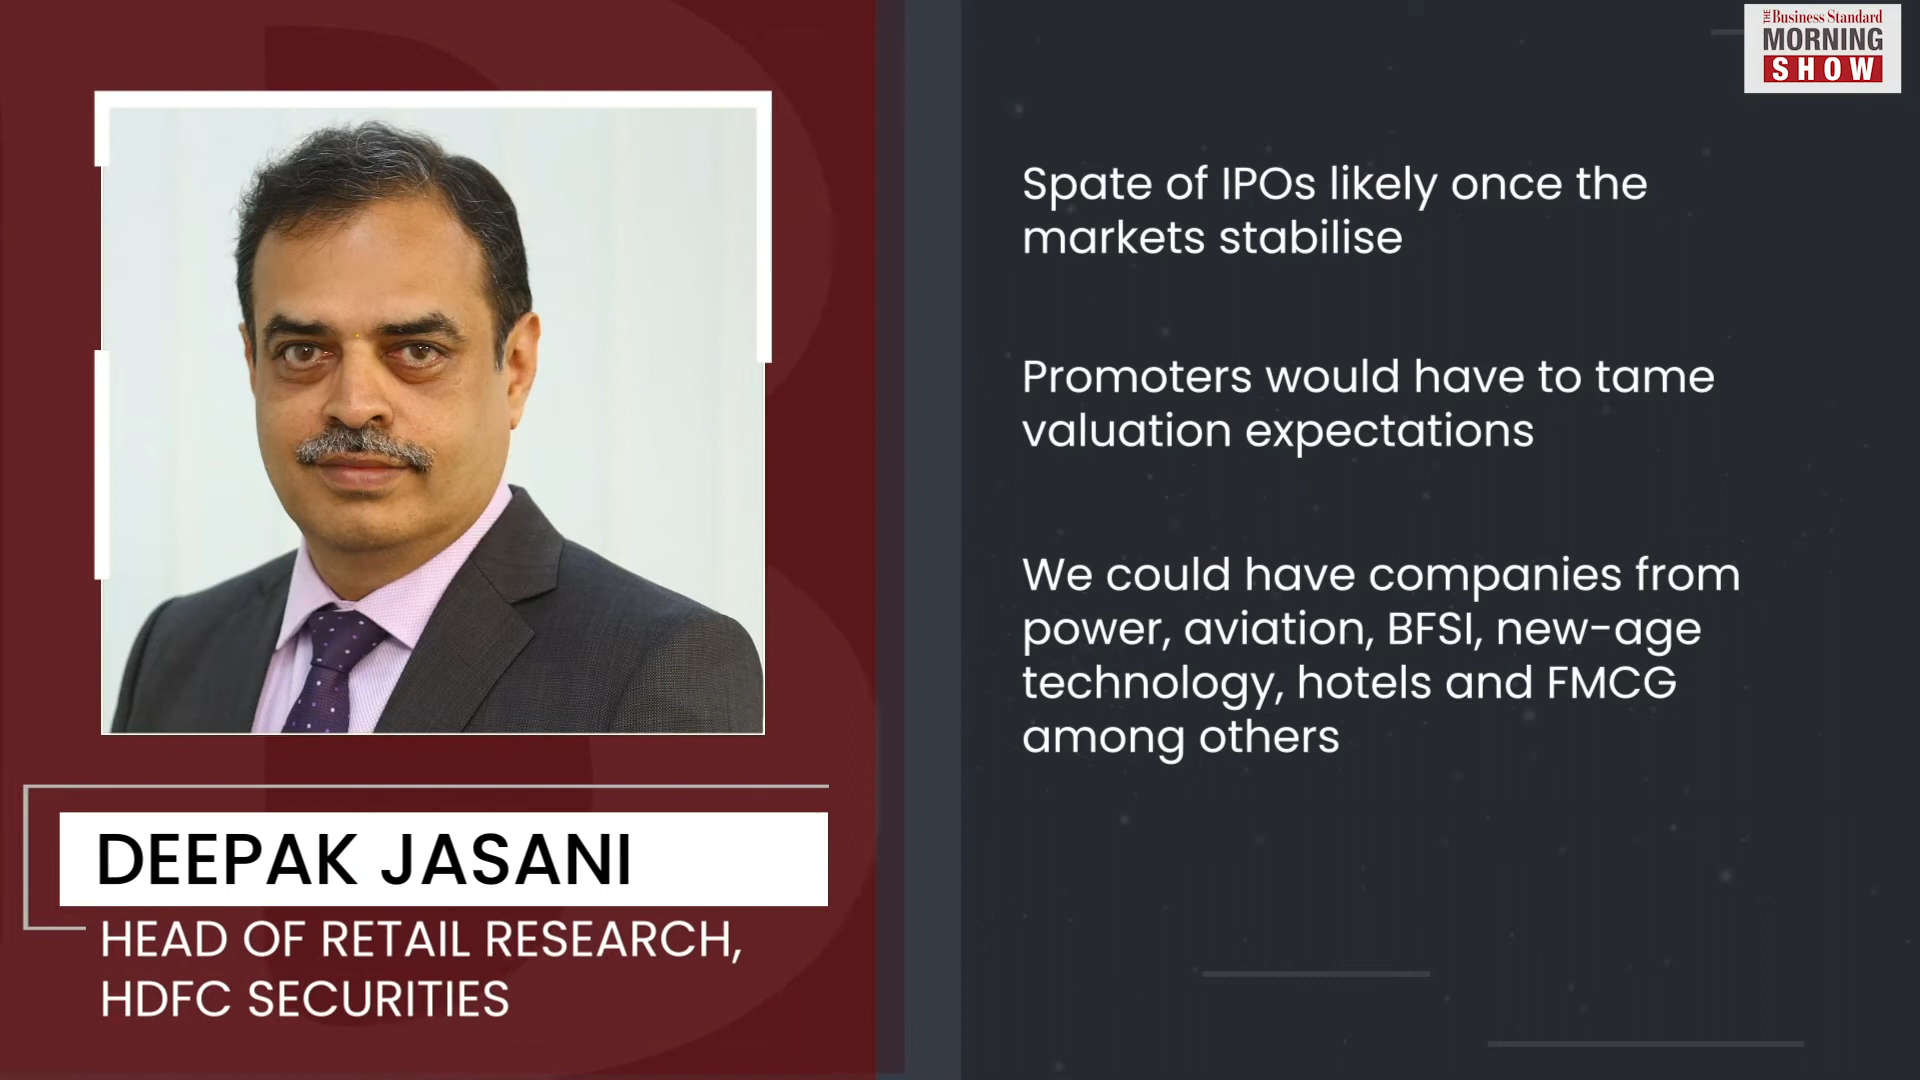 THE Business Standard
MORNING
SHOW
Spate of IPOs likely once the
markets stabilise
Promoters would have to tame
valuation expectations
We could have companies from
power, aviation, BFSI, new-age
technology, hotels and FMCG
among others
DEEPAK JASANI
HEAD OF RETAIL RESEARCH,
HDFC SECURITIES